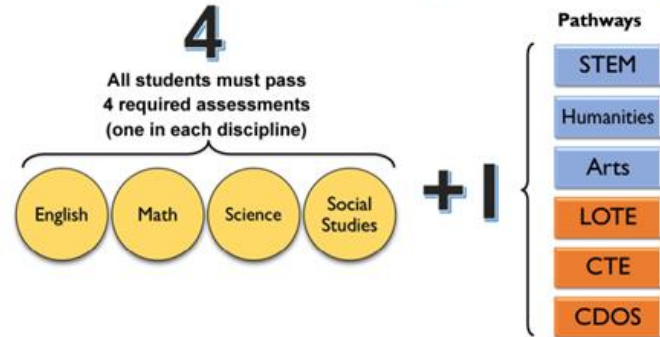 4
All students must pass
4 required assessments
(one in each discipline)
English
Math
Science
Social
Studies
+1
Pathways
STEM
Humanities
Arts
LOTE
CTE
CDOS